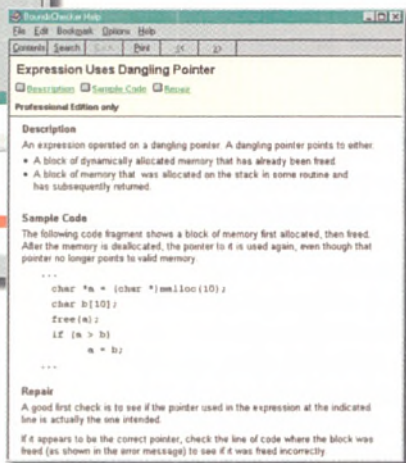 BoundsChecker Help
File Edit Bookmark Options Help
Contents Search Print << >>
Expression Uses Dangling Pointer
Description Sample Code Repair
Professional Edition only
Description
An expression operated on a dangling pointer. A dangling pointer points to either:
• A block of dynamically allocated memory that has already been freed.
• A block of memory that was allocated on the stack in some routine and
has subsequently returned.
Sample Code
The following code fragment shows a block of memory first allocated, then freed.
After the memory is deallocated, the pointer to it is used again, even though that
pointer no longer points to valid memory.
...
char *a = (char *)malloc(10);
char b[10];
free(a);
if (a > b)
a = b;
...
Repair
A good first check is to see if the pointer used in the expression at the indicated
line is actually the one intended.
If it appears to be the correct pointer, check the line of code where the block was
freed (as shown in the error message) to see if it was freed incorrectly